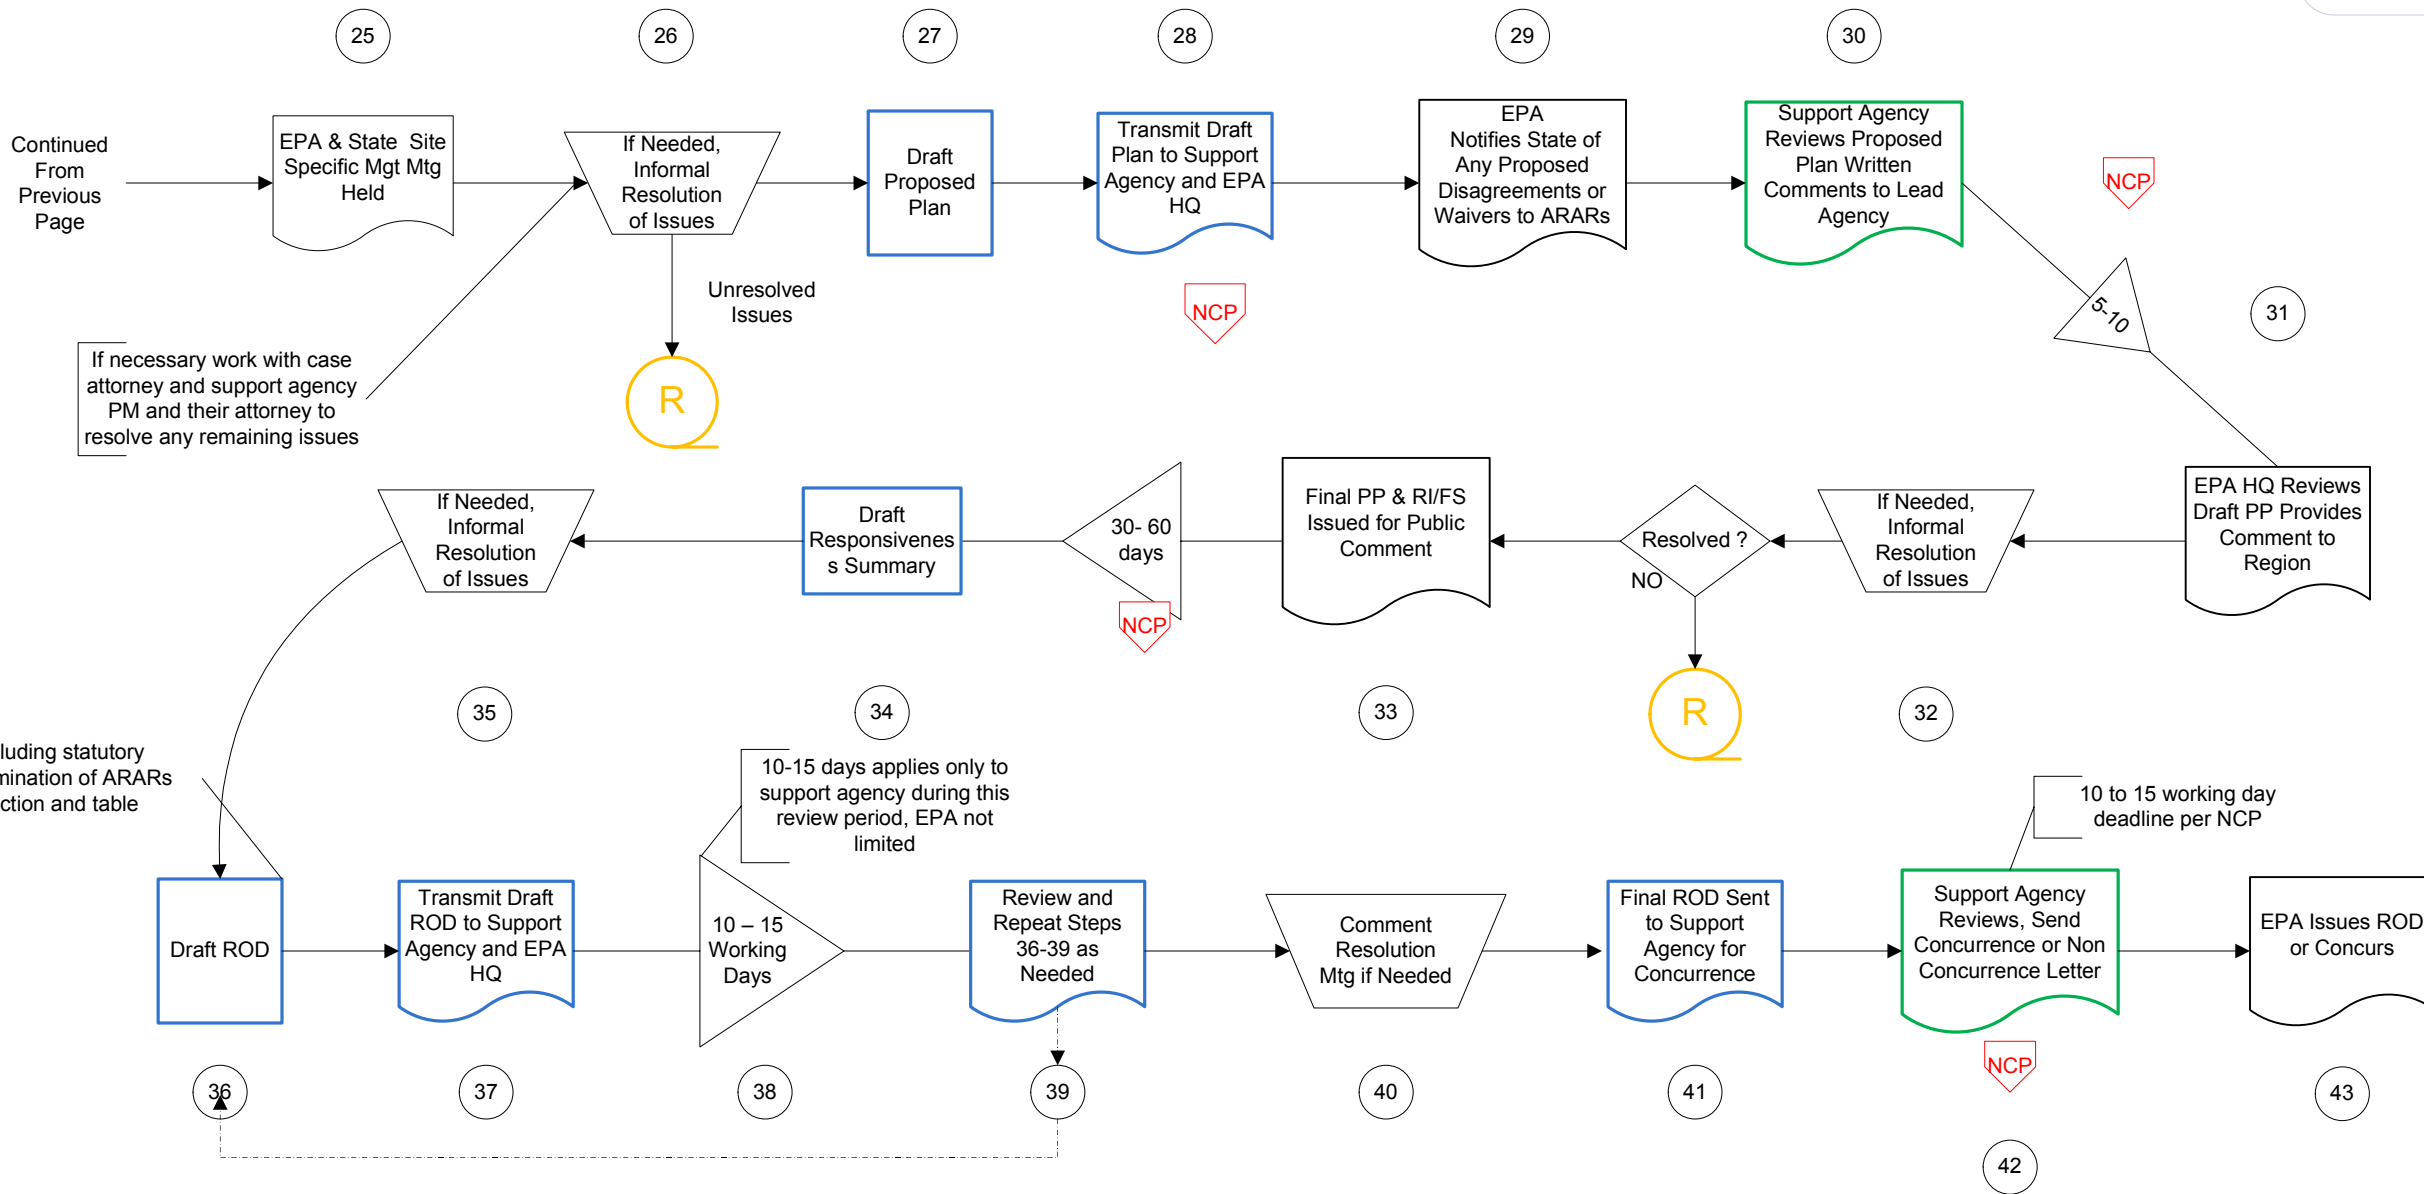 25
26
27
28
29
30
Continued
From
Previous
Page
EPA & State  Site
Specific Mgt Mtg
Held
If Needed,
Informal
Resolution
of Issues
Draft
Proposed
Plan
Transmit Draft
Plan to Support
Agency and EPA
HQ
EPA
Notifies State of
Any Proposed
Disagreements or
Waivers to ARARs
Support Agency
Reviews Proposed
Plan Written
Comments to Lead
Agency
NCP
Unresolved
Issues
NCP
5-10
31
If necessary work with case
attorney and support agency
PM and their attorney to
resolve any remaining issues
R
If Needed,
Informal
Resolution
of Issues
Draft
Responsivenes
s Summary
30- 60
days
NCP
Final PP & RI/FS
Issued for Public
Comment
Resolved ?
NO
If Needed,
Informal
Resolution
of Issues
EPA HQ Reviews
Draft PP Provides
Comment to
Region
R
35
34
33
32
luding statutory
mination of ARARs
ction and table
10-15 days applies only to
support agency during this
review period, EPA not
limited
10 to 15 working day
deadline per NCP
Draft ROD
Transmit Draft
ROD to Support
Agency and EPA
HQ
10 – 15
Working
Days
Review and
Repeat Steps
36-39 as
Needed
Comment
Resolution
Mtg if Needed
Final ROD Sent
to Support
Agency for
Concurrence
Support Agency
Reviews, Send
Concurrence or Non
Concurrence Letter
EPA Issues ROD
or Concurs
NCP
36
37
38
39
40
41
43
42